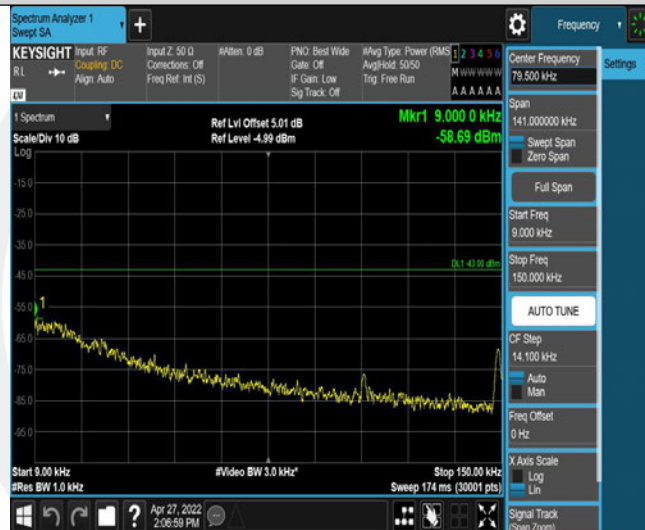 Spectrum Analyzer 1
Swept SA
Frequency
KEYSIGHT
RL
LXI
Input: RF
Coupling: DC
Align: Auto
Input Z: 50 Ω
Corrections: Off
Freq Ref: Int (S)
#Atten: 0 dB
PNO: Best Wide
Gate: Off
IF Gain: Low
Sig Track: Off
#Avg Type: Power (RMS
Avg|Hold: 50/50
Trig: Free Run
1 2 3 4 5 6
M W W W W W
A A A A A A
Center Frequency
79.500 kHz
Settings
Span
141.000000 kHz
Swept Span
Zero Span
Full Span
Start Freq
9.000 kHz
Stop Freq
150.000 kHz
AUTO TUNE
CF Step
14.100 kHz
Auto
Man
Freq Offset
0 Hz
X Axis Scale
Log
Lin
Signal Track
(Span Zoom)
1 Spectrum
Scale/Div 10 dB
Log
Ref Lvl Offset 5.01 dB
Ref Level -4.99 dBm
Mkr1 9.000 0 kHz
-58.69 dBm
-15.0
-25.0
-35.0
DL1 -43.00 dBm
-45.0
-55.0
1
-65.0
-75.0
-85.0
-95.0
Start 9.00 kHz
#Res BW 1.0 kHz
#Video BW 3.0 kHz*
Stop 150.00 kHz
Sweep 174 ms (30001 pts)
Apr 27, 2022
2:06:59 PM